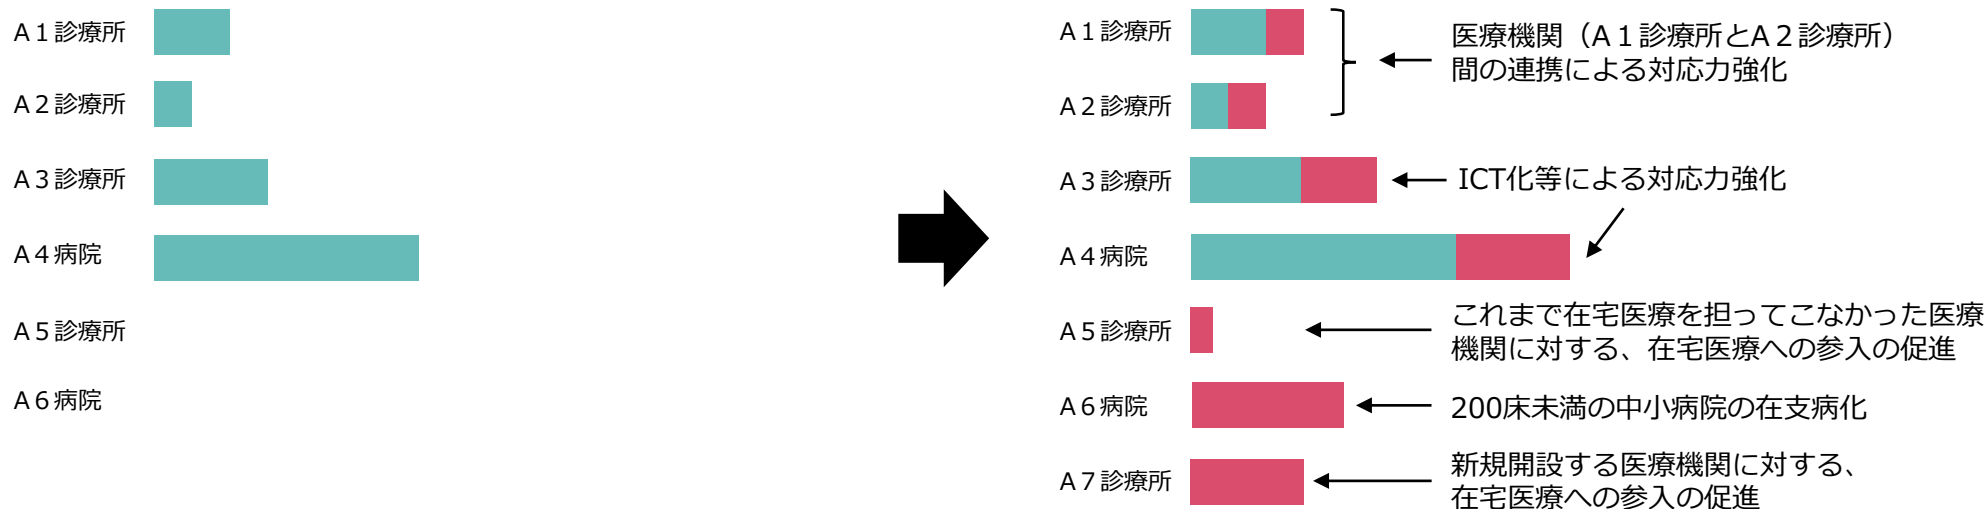 A１診療所
A２診療所
A３診療所
A４病院
A５診療所
A６病院
A１診療所
A２診療所
A３診療所
A４病院
A５診療所
A６病院
A７診療所
医療機関（A１診療所とA２診療所）
間の連携による対応力強化
ICT化等による対応力強化
これまで在宅医療を担ってこなかった医療
機関に対する、在宅医療への参入の促進
200床未満の中小病院の在支病化
新規開設する医療機関に対する、
在宅医療への参入の促進